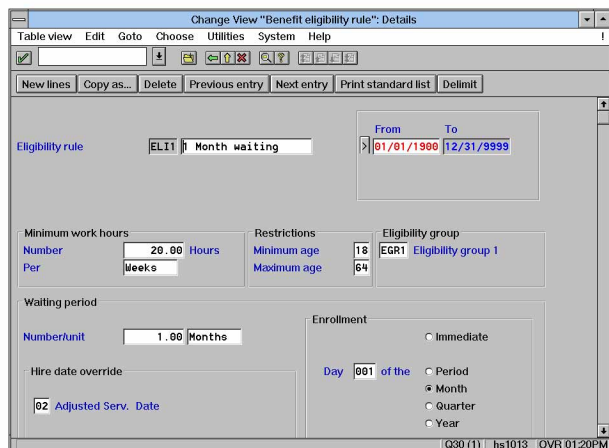 Change View "Benefit eligibility rule": Details
Table view Edit Goto Choose Utilities System Help !
New lines Copy as... Delete Previous entry Next entry Print standard list Delimit
From To
Eligibility rule ELI1 1 Month waiting > 01/01/1900 12/31/9999
Minimum work hours Restrictions Eligibility group
Number 20.00 Hours Minimum age 18 EGR1 Eligibility group 1
Per Weeks Maximum age 64
Waiting period
Enrollment
Number/unit 1.00 Months Immediate
Hire date override Day 001 of the Period
Month
02 Adjusted Serv. Date Quarter
Year
Q30 (1) hs1013 OVR 01:20PM